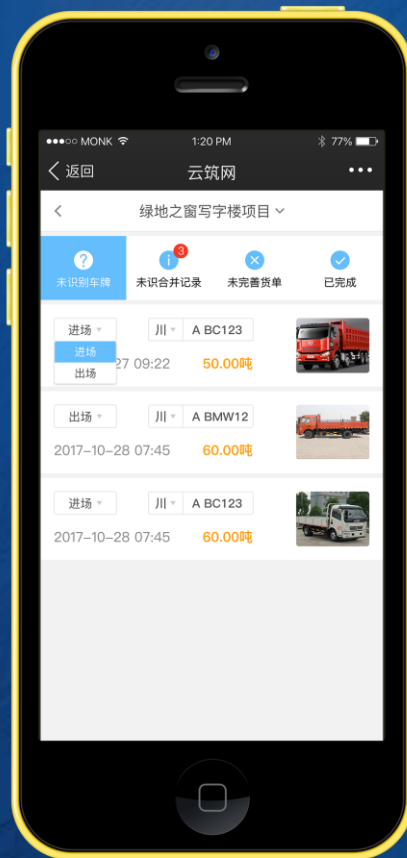 MONK 1:20 PM 77%
返回 云筑网
绿地之窗写字楼项目
3
未识别车牌 未识合并记录 未完善货单 已完成
进场 川 A BC123
进场
27 09:22 50.00吨
出场
出场 川 A BMW12
2017-10-28 07:45 60.00吨
进场 川 A BC123
2017-10-28 07:45 60.00吨